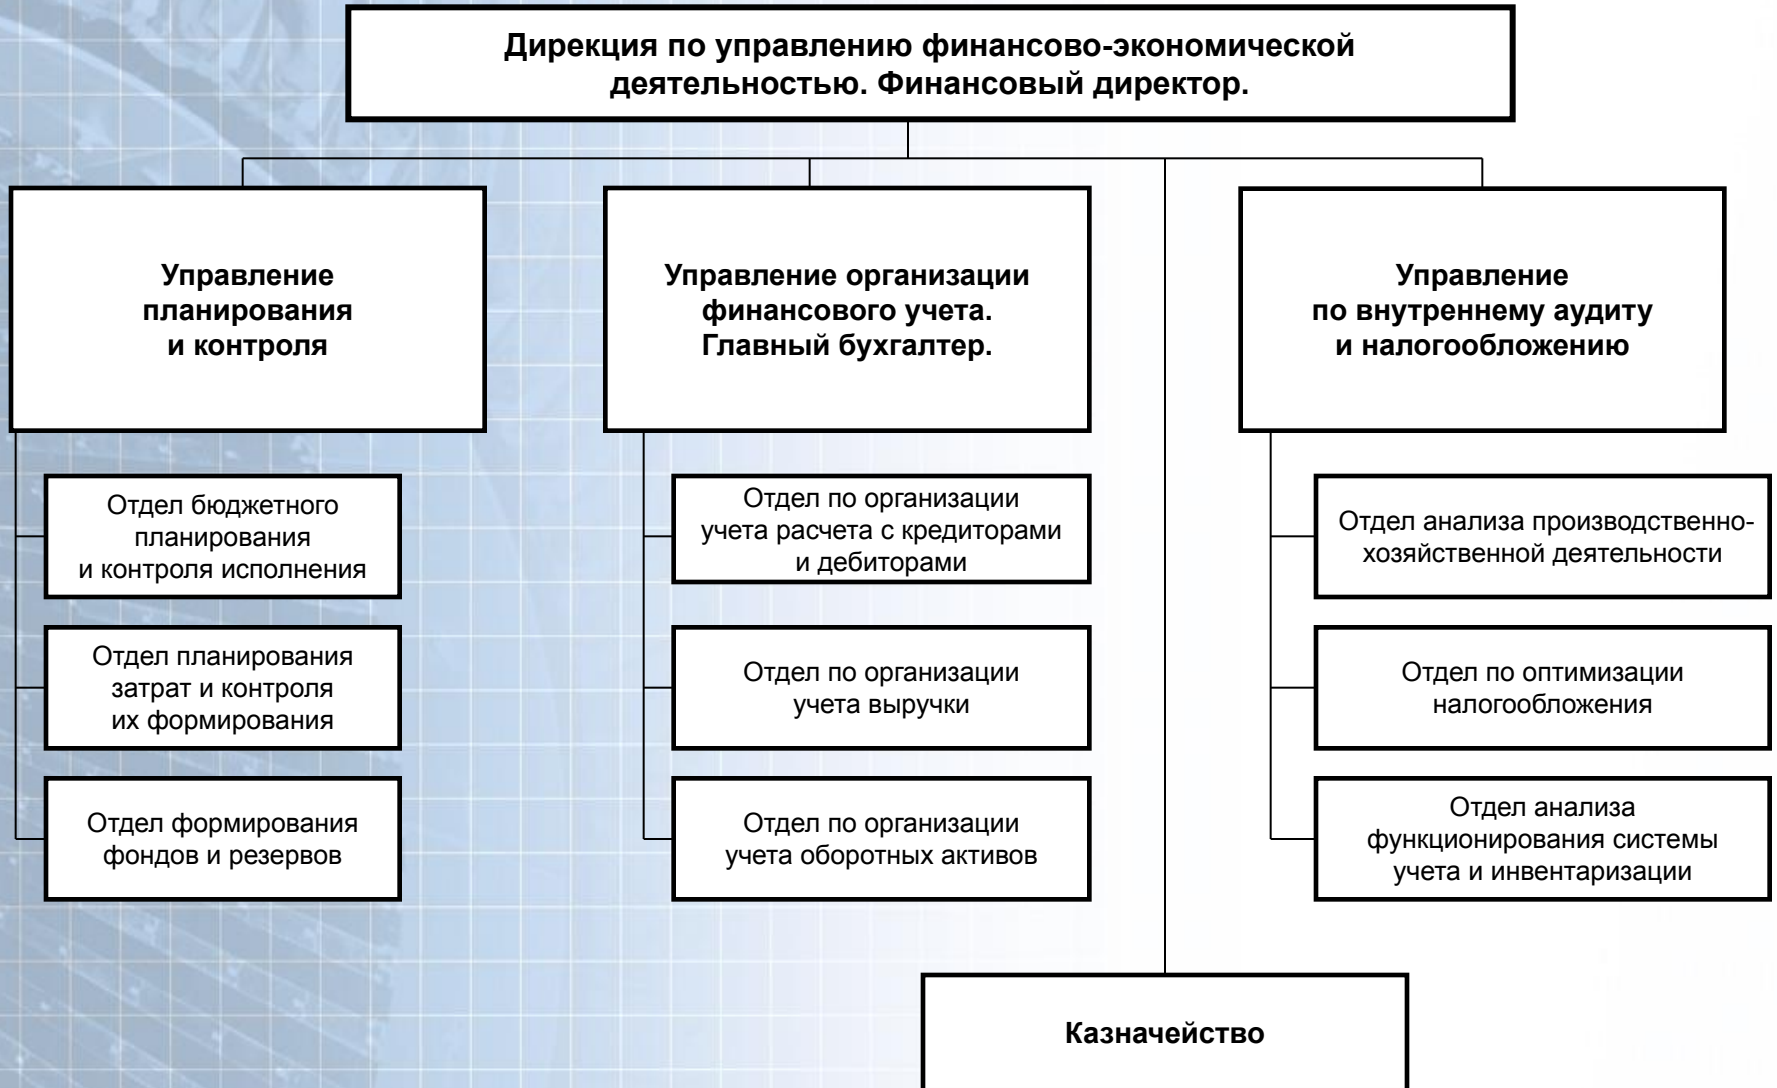 Дирекция по управлению финансово-экономической
деятельностью. Финансовый директор.
Управление
планирования
и контроля
Управление организации
финансового учета.
Главный бухгалтер.
Управление
по внутреннему аудиту
и налогообложению
Отдел бюджетного
планирования
и контроля исполнения
Отдел планирования
затрат и контроля
их формирования
Отдел формирования
фондов и резервов
Отдел по организации
учета расчета с кредиторами
и дебиторами
Отдел по организации
учета выручки
Отдел по организации
учета оборотных активов
Отдел анализа производственно-
хозяйственной деятельности
Отдел по оптимизации
налогообложения
Отдел анализа
функционирования системы
учета и инвентаризации
Казначейство